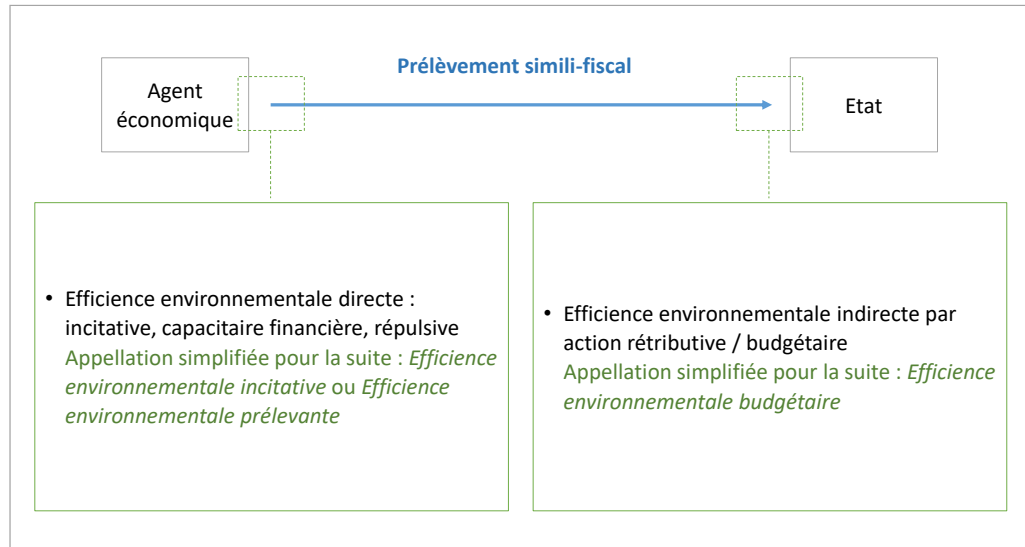 Prélèvement simili-fiscal
Agent
économique
Etat
• Efficience environnementale directe :
incitative, capacitaire financière, répulsive
Appellation simplifiée pour la suite : Efficience
environnementale incitative ou Efficience
environnementale prélevante
• Efficience environnementale indirecte par
action rétributive / budgétaire
Appellation simplifiée pour la suite : Efficience
environnementale budgétaire